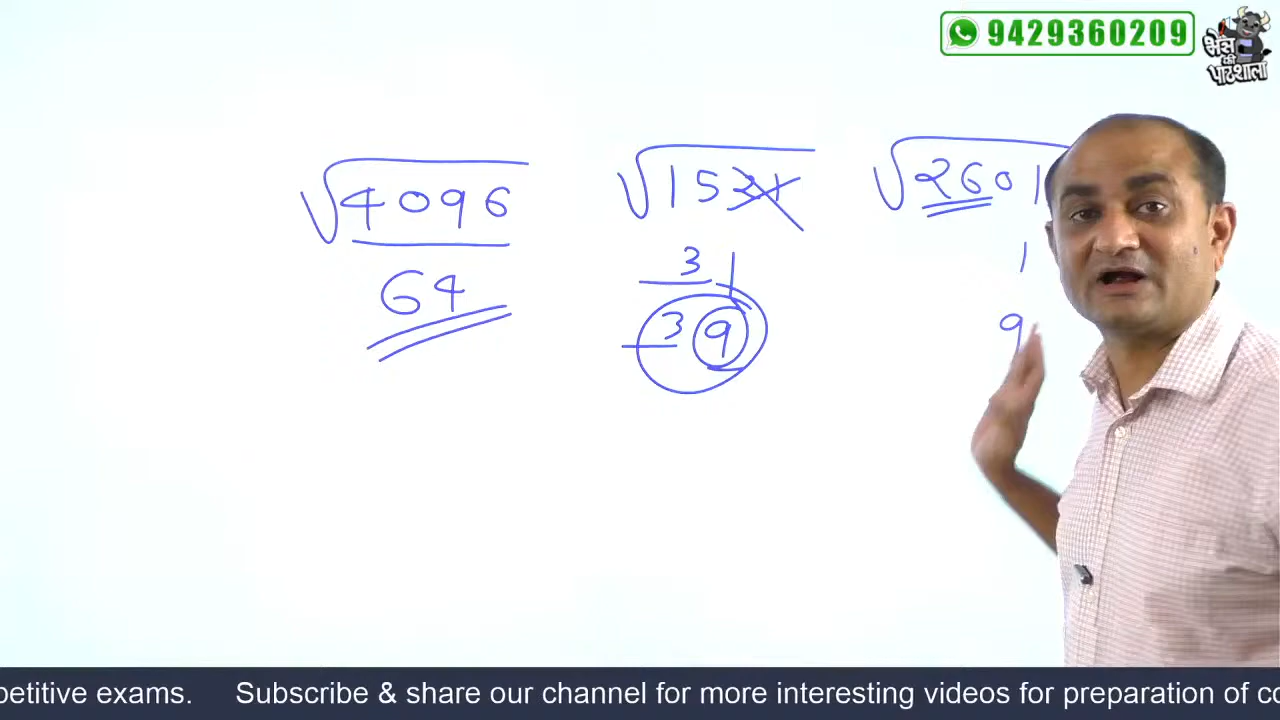 9429360209
भैंस
की
पाठशाला
√4096 √1521 √2601
64
3 1
3 9
1
9
petitive exams. Subscribe & share our channel for more interesting videos for preparation of co